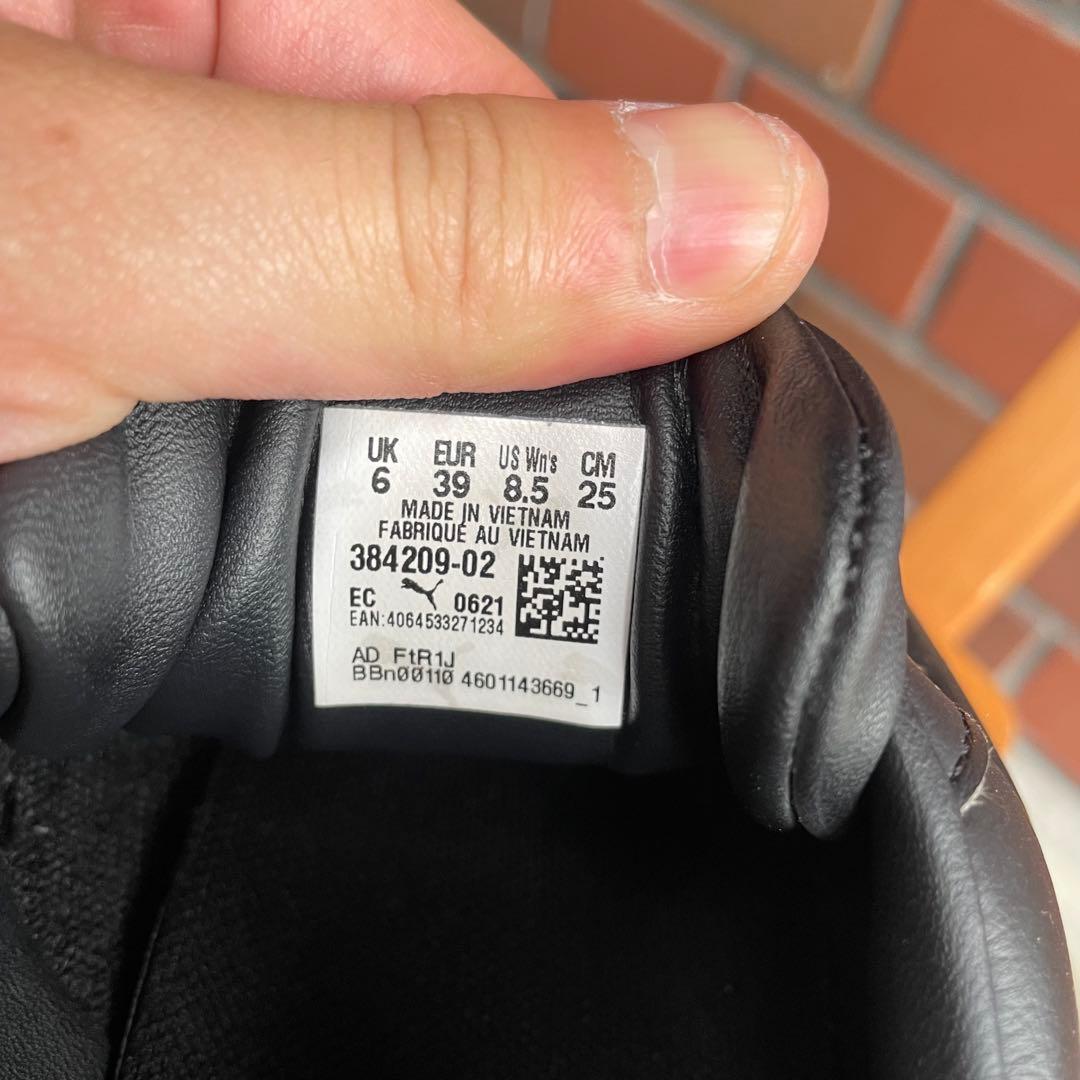 UK EUR US Wn's CM
6 39 8.5 25
MADE IN VIETNAM
FABRIQUÉ AU VIETNAM
384209-02
EC 0621
EAN:4064533271234
AD FtR1J
BBn00110 4601143669_1